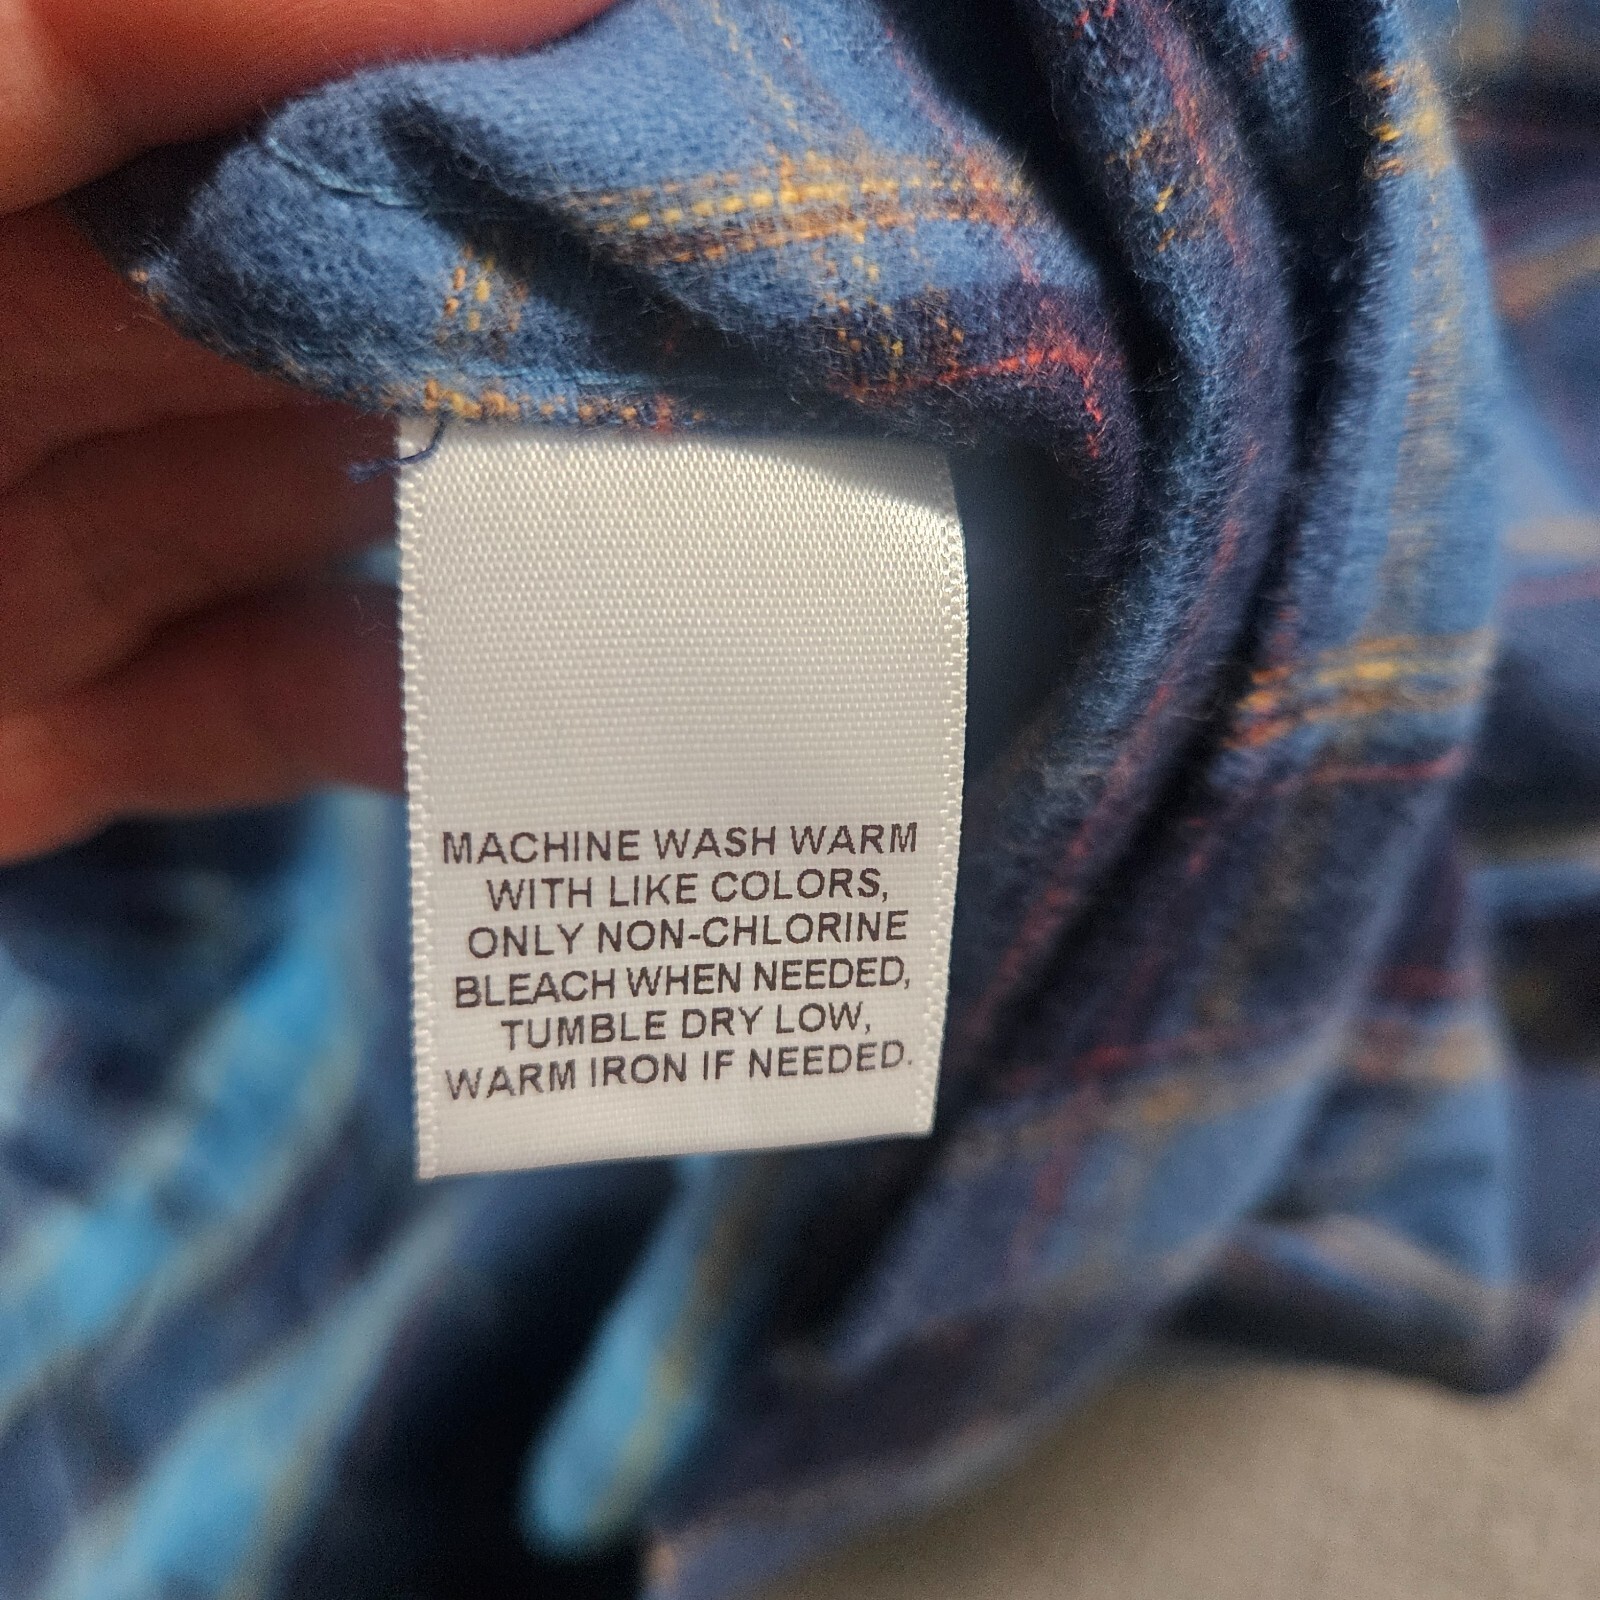 MACHINE WASH WARM
WITH LIKE COLORS,
ONLY NON-CHLORINE
BLEACH WHEN NEEDED,
TUMBLE DRY LOW,
WARM IRON IF NEEDED.